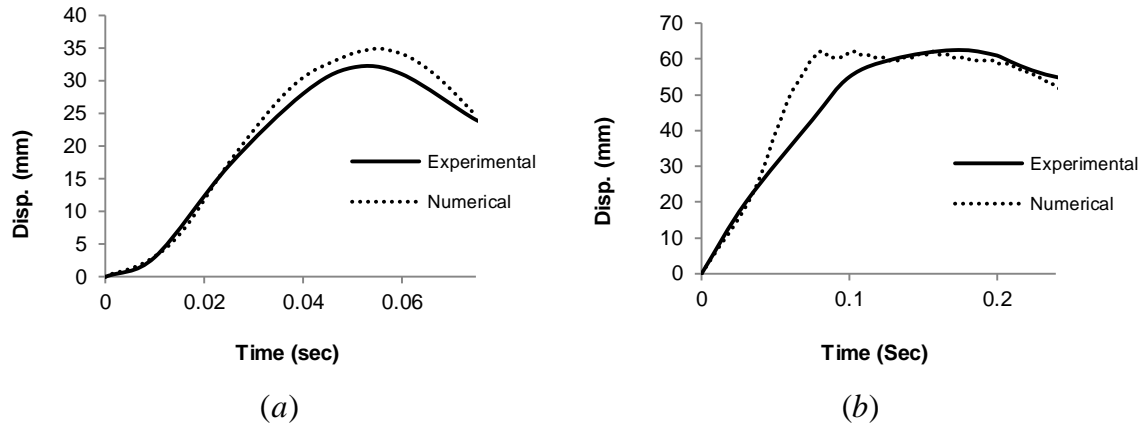 40
35
30
25
20
15
10
5
0
Disp. (mm)
0 0.02 0.04 0.06
Time (sec)
Experimental
Numerical
(a)
70
60
50
40
30
20
10
0
Disp. (mm)
0 0.1 0.2
Time (Sec)
Experimental
Numerical
(b)